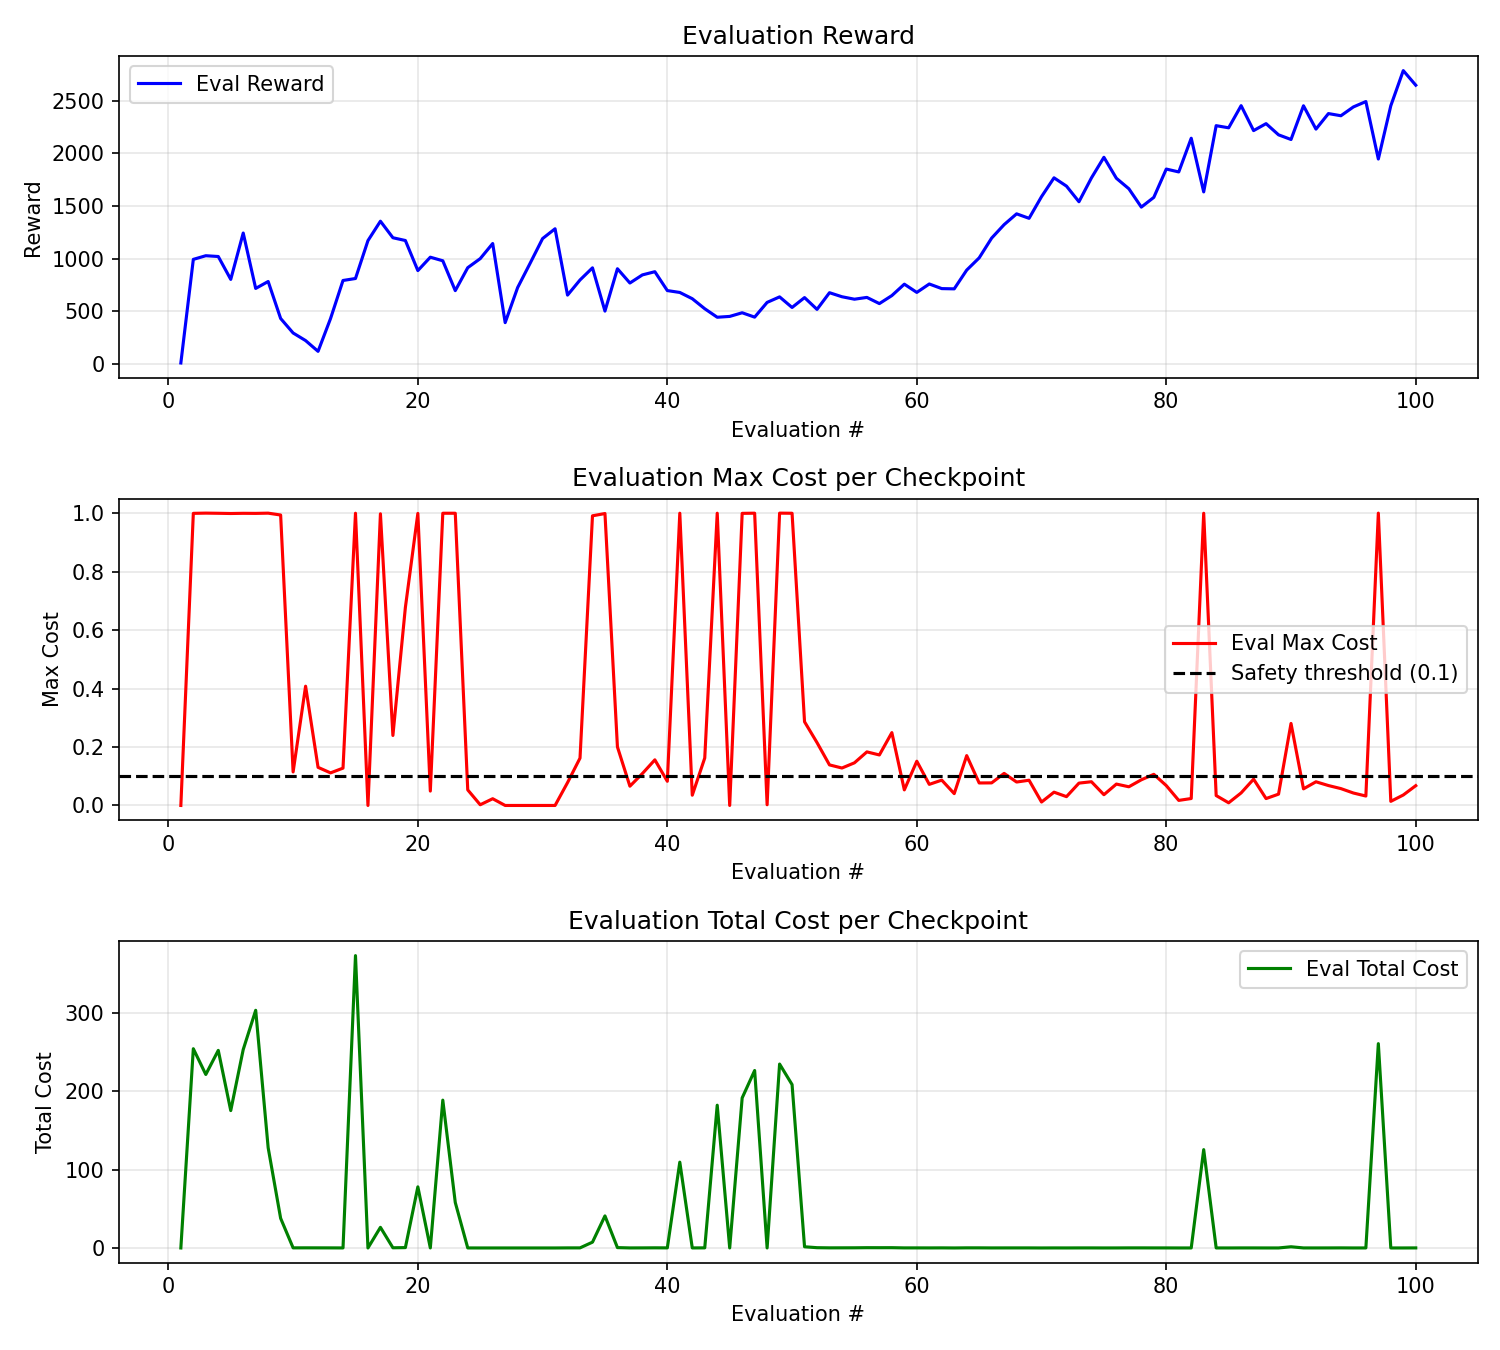 Evaluation Reward
Eval Reward
Reward
2500
2000
1500
1000
500
0
0 20 40 60 80 100
Evaluation #
Evaluation Max Cost per Checkpoint
Max Cost
1.0
0.8
0.6
0.4
0.2
0.0
Eval Max Cost
Safety threshold (0.1)
0 20 40 60 80 100
Evaluation #
Evaluation Total Cost per Checkpoint
Eval Total Cost
Total Cost
300
200
100
0
0 20 40 60 80 100
Evaluation #